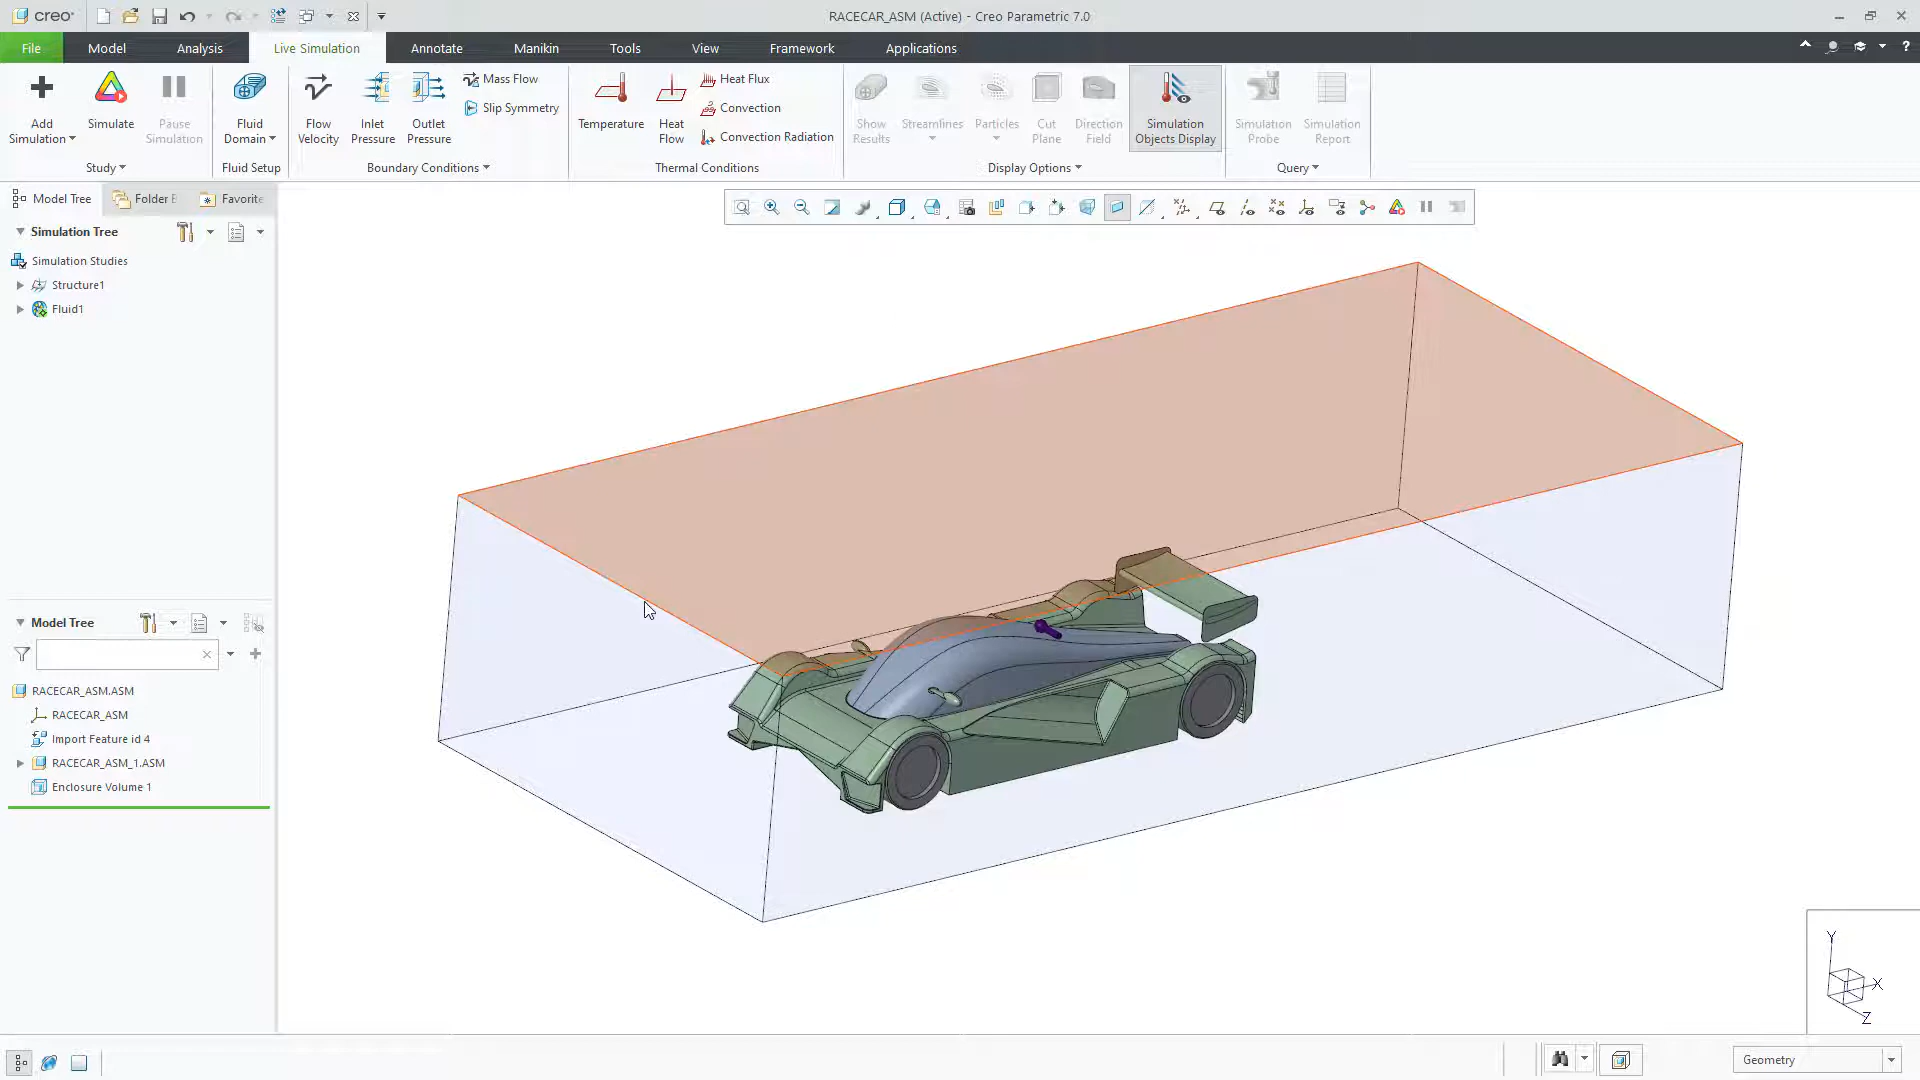 creo
RACECAR_ASM (Active) - Creo Parametric 7.0
File
Model
Analysis
Live Simulation
Annotate
Manikin
Tools
View
Framework
Applications
?
Add
Simulation
Simulate
Pause
Simulation
Fluid
Domain
Flow
Velocity
Inlet
Pressure
Outlet
Pressure
Mass Flow
Slip Symmetry
Temperature
Heat
Flow
Heat Flux
Convection
Convection Radiation
Show
Results
Streamlines
Particles
Cut
Plane
Direction
Field
Simulation
Objects Display
Simulation
Probe
Simulation
Report
Study
Fluid Setup
Boundary Conditions
Thermal Conditions
Display Options
Query
Model Tree
Folder
Favorite
Simulation Tree
Simulation Studies
Structure1
Fluid1
Model Tree
RACECAR_ASM.ASM
RACECAR_ASM
Import Feature id 4
RACECAR_ASM_1.ASM
Enclosure Volume 1
Y
X
Z
Geometry